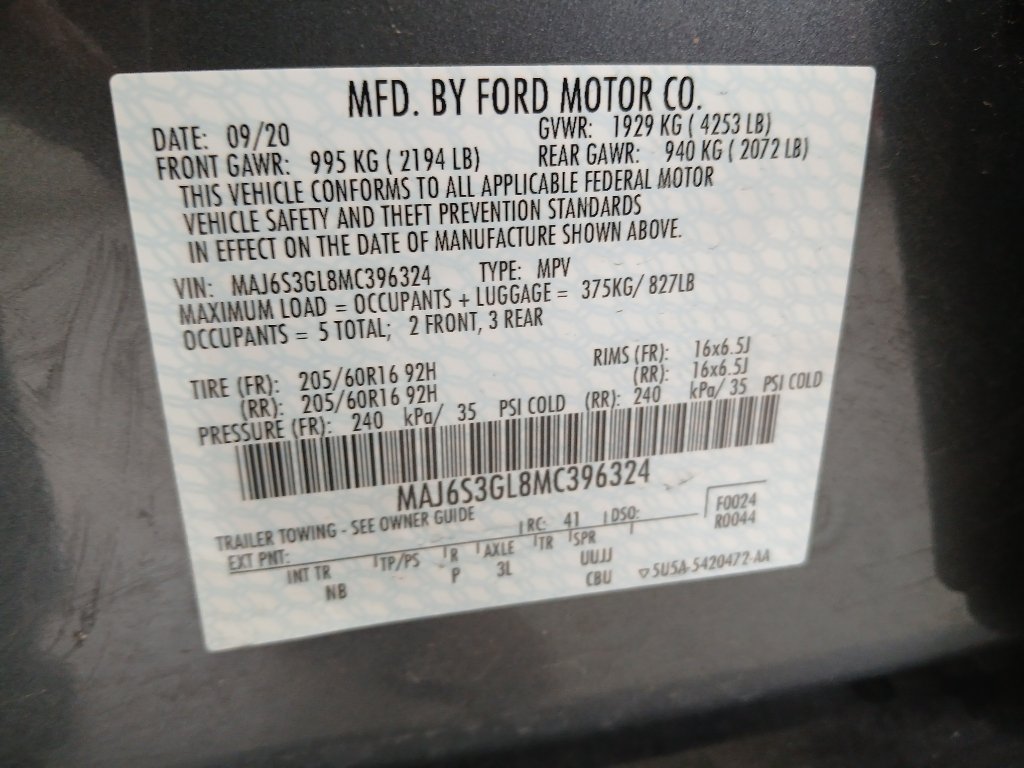 MFD. BY FORD MOTOR CO.
DATE: 09/20 GVWR: 1929 KG ( 4253 LB)
FRONT GAWR: 995 KG ( 2194 LB) REAR GAWR: 940 KG ( 2072 LB)
THIS VEHICLE CONFORMS TO ALL APPLICABLE FEDERAL MOTOR
VEHICLE SAFETY AND THEFT PREVENTION STANDARDS
IN EFFECT ON THE DATE OF MANUFACTURE SHOWN ABOVE.
VIN: MAJ6S3GL8MC396324 TYPE: MPV
MAXIMUM LOAD = OCCUPANTS + LUGGAGE = 375KG/ 827LB
OCCUPANTS = 5 TOTAL; 2 FRONT, 3 REAR
TIRE (FR): 205/60R16 92H RIMS (FR): 16x6.5J
(RR): 205/60R16 92H (RR): 16x6.5J
PRESSURE (FR): 240 kPa/ 35 PSI COLD (RR): 240 kPa/ 35 PSI COLD
MAJ6S3GL8MC396324
TRAILER TOWING - SEE OWNER GUIDE F0024
EXT PNT: RC: 41 DSO: R0044
INT TR TP/PS R AXLE TR SPR
NB P 3L UUJJ
CBU ▽5U5A-5420472-AA